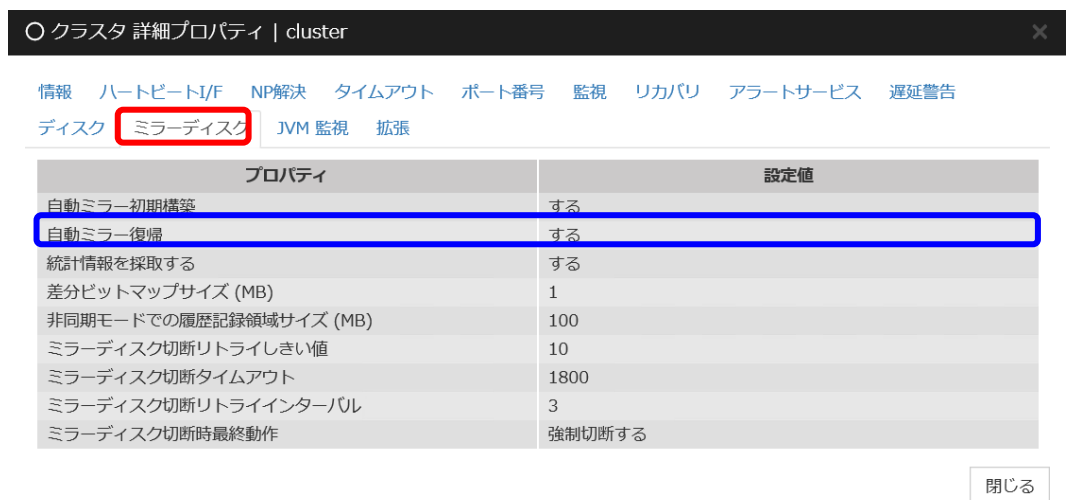 クラスタ 詳細プロパティ | cluster ×
情報 ハートビートI/F NP解決 タイムアウト ポート番号 監視 リカバリ アラートサービス 遅延警告
ディスク ミラーディスク JVM 監視 拡張
プロパティ 設定値
自動ミラー初期構築 する
自動ミラー復帰 する
統計情報を採取する する
差分ビットマップサイズ (MB) 1
非同期モードでの履歴記録領域サイズ (MB) 100
ミラーディスク切断リトライしきい値 10
ミラーディスク切断タイムアウト 1800
ミラーディスク切断リトライインターバル 3
ミラーディスク切断時最終動作 強制切断する
閉じる